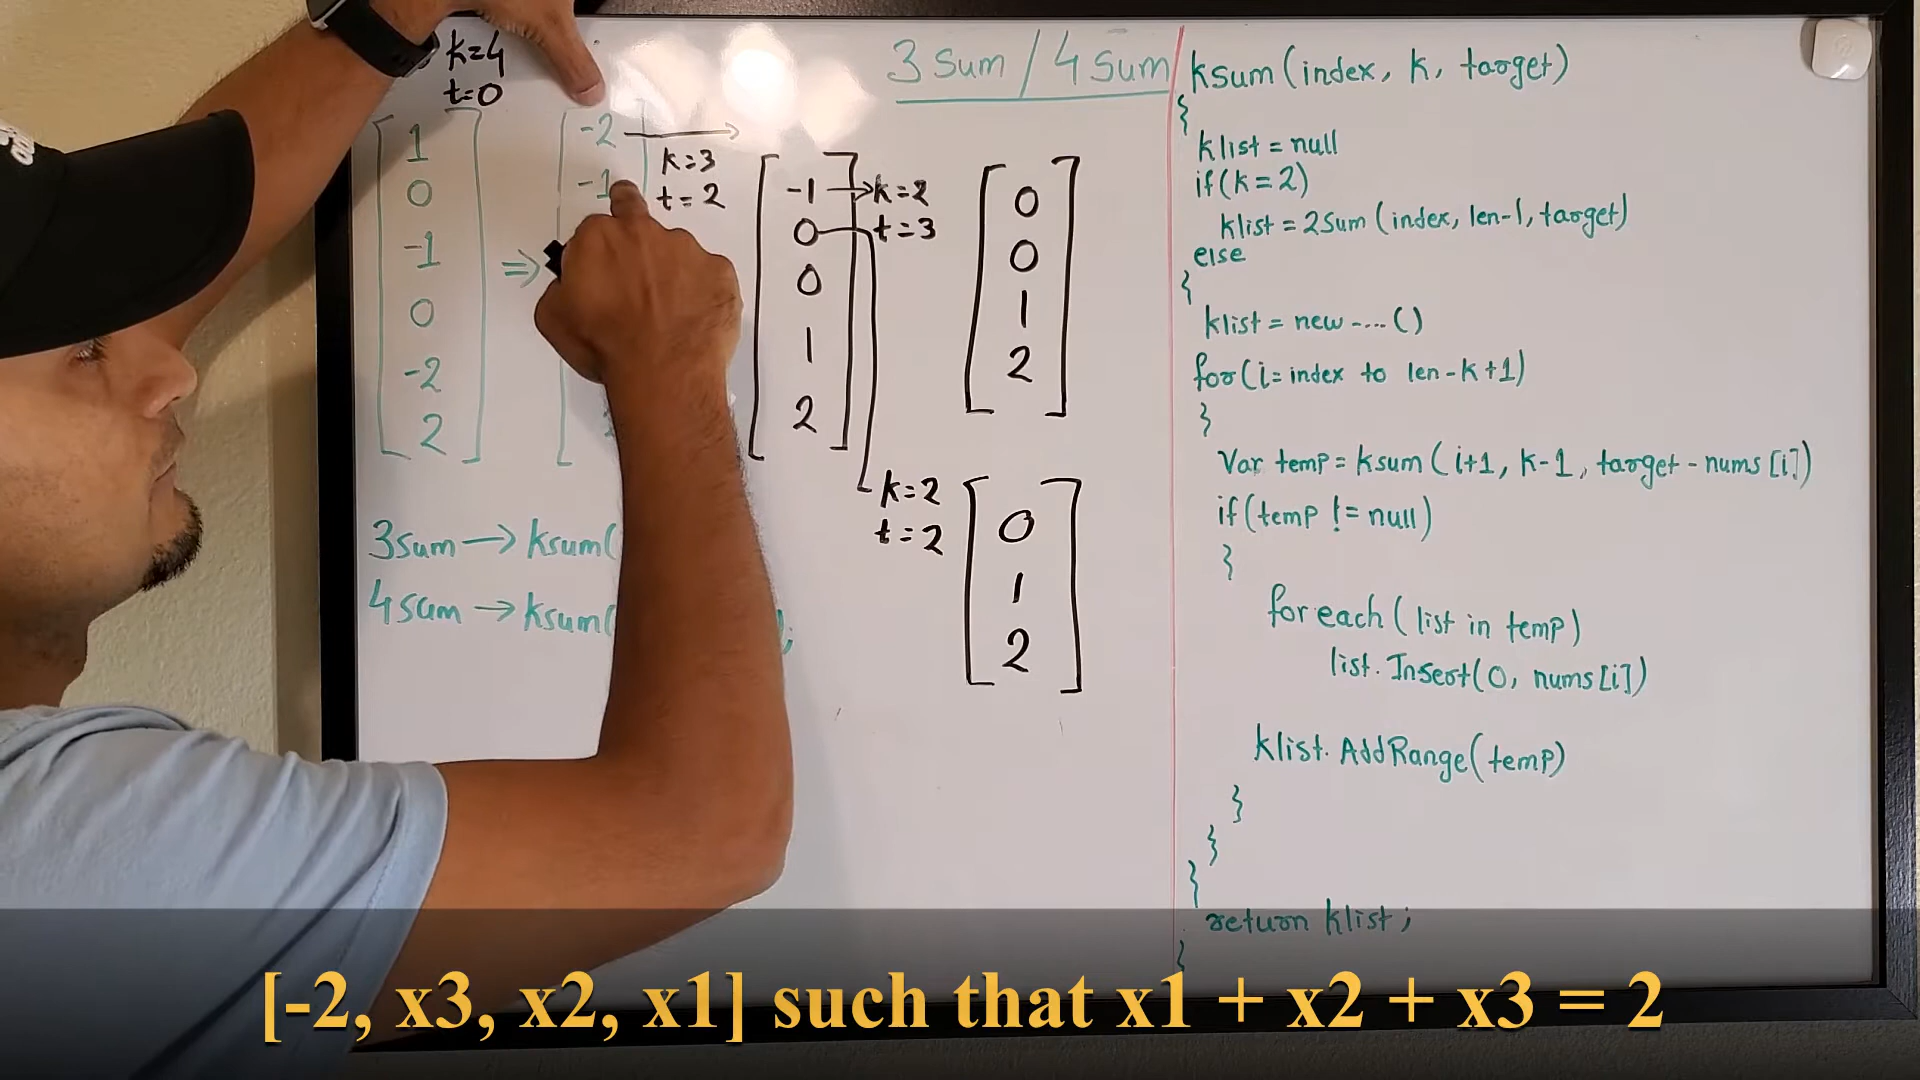 3 Sum / 4 Sum
k=4
t=0
1
0
-1
0
-2
2
⇒
-2
-1
k=3
t=2
-1
0
0
1
2
k=2
t=3
0
0
1
2
k=2
t=2
0
1
2
3sum → ksum(
4sum → ksum(
ksum (index, k, target)
{
klist = null
if(k = 2)
klist = 2Sum (index, len-1, target)
else
{
klist = new ---- ()
for(i = index to len - k + 1)
}
Var temp = ksum (i+1, k-1, target - nums [i])
if(temp != null)
}
foreach (list in temp)
list. Insert(0, nums[i])
klist. AddRange(temp)
}
}
}
return klist;
}
[-2, x3, x2, x1] such that x1 + x2 + x3 = 2